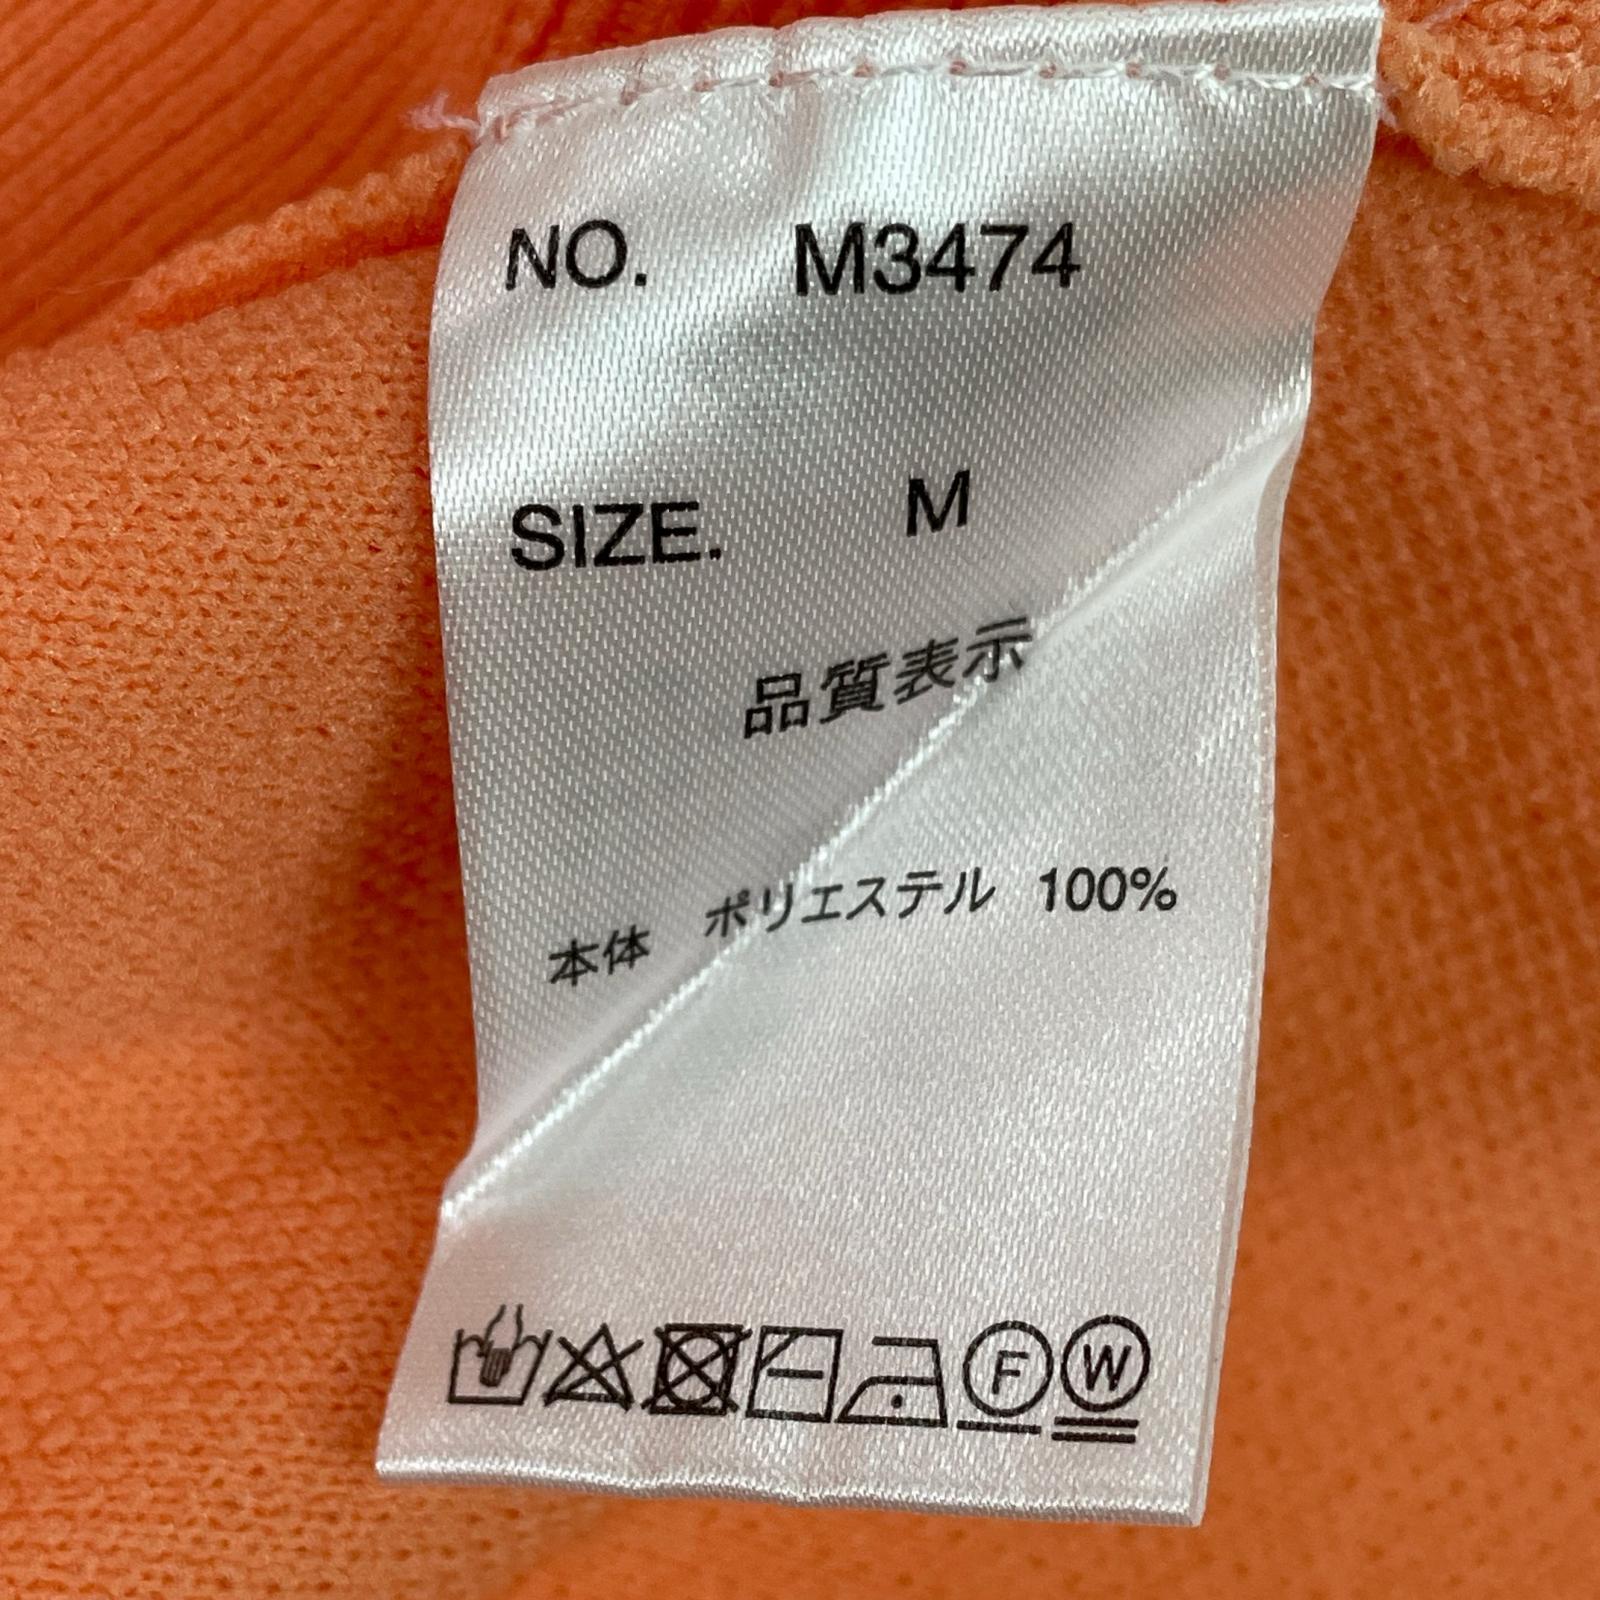 NO. M3474
SIZE. M
品質表示
本体 ポリエステル 100%
F W